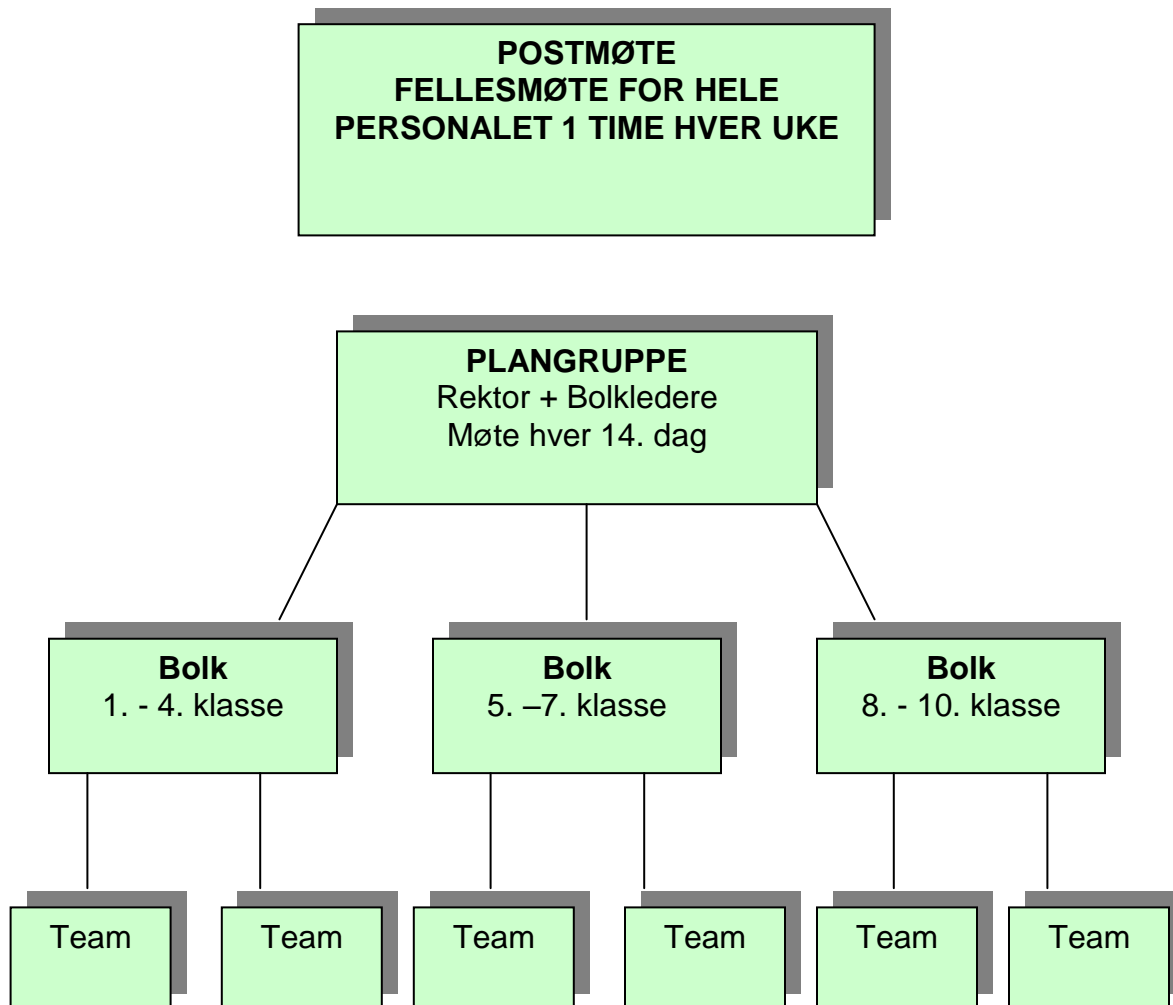 POSTMØTE
FELLESMØTE FOR HELE
PERSONALET 1 TIME HVER UKE
PLANGRUPPE
Rektor + Bolkledere
Møte hver 14. dag
Bolk
1. - 4. klasse
Bolk
5. –7. klasse
Bolk
8. - 10. klasse
Team
Team
Team
Team
Team
Team